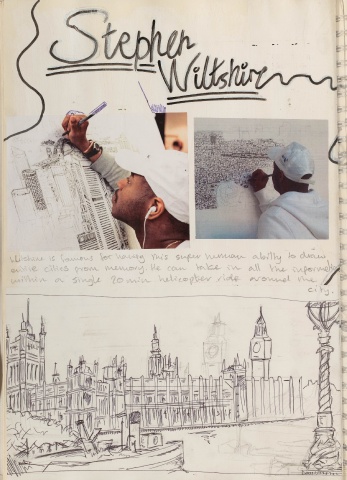 Stephen
Wiltshire
Wiltshire is famous for having this super human ability to draw
entire cities from memory. He can take in all the information
within a single 20 min helicopter ride around the
city.